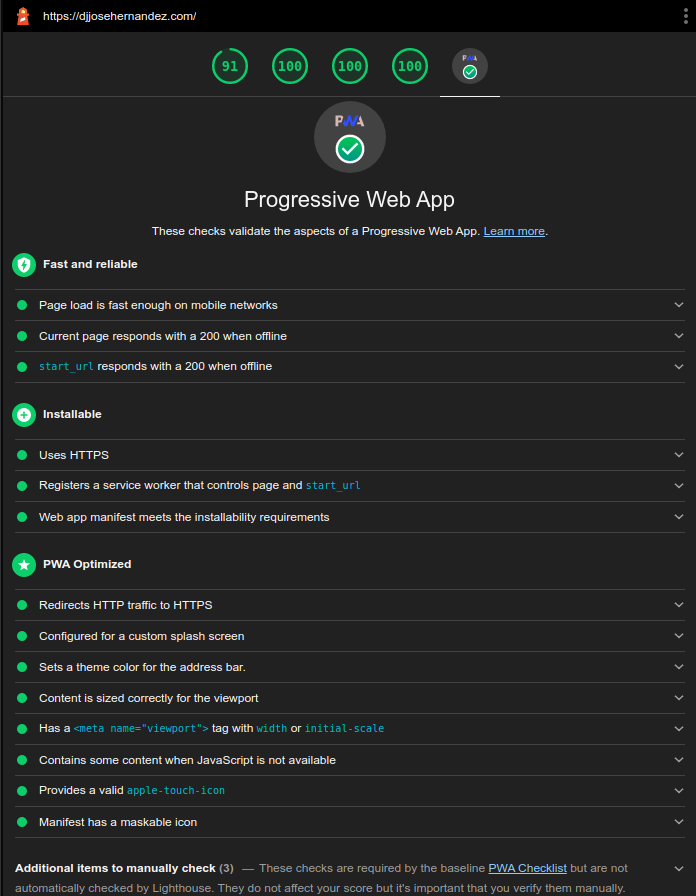 https://djjosehernandez.com/
91 100 100 100 PWA
PWA
Progressive Web App
These checks validate the aspects of a Progressive Web App. Learn more.
Fast and reliable
Page load is fast enough on mobile networks
Current page responds with a 200 when offline
start_url responds with a 200 when offline
Installable
Uses HTTPS
Registers a service worker that controls page and start_url
Web app manifest meets the installability requirements
PWA Optimized
Redirects HTTP traffic to HTTPS
Configured for a custom splash screen
Sets a theme color for the address bar.
Content is sized correctly for the viewport
Has a <meta name="viewport"> tag with width or initial-scale
Contains some content when JavaScript is not available
Provides a valid apple-touch-icon
Manifest has a maskable icon
Additional items to manually check (3) — These checks are required by the baseline PWA Checklist but are not
automatically checked by Lighthouse. They do not affect your score but it's important that you verify them manually.